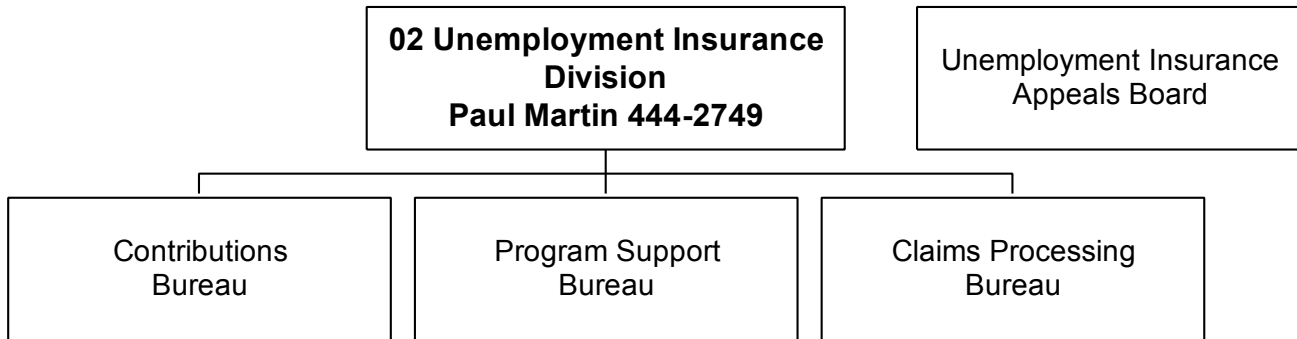 02 Unemployment Insurance
Division
Paul Martin 444-2749
Unemployment Insurance
Appeals Board
Contributions
Bureau
Program Support
Bureau
Claims Processing
Bureau